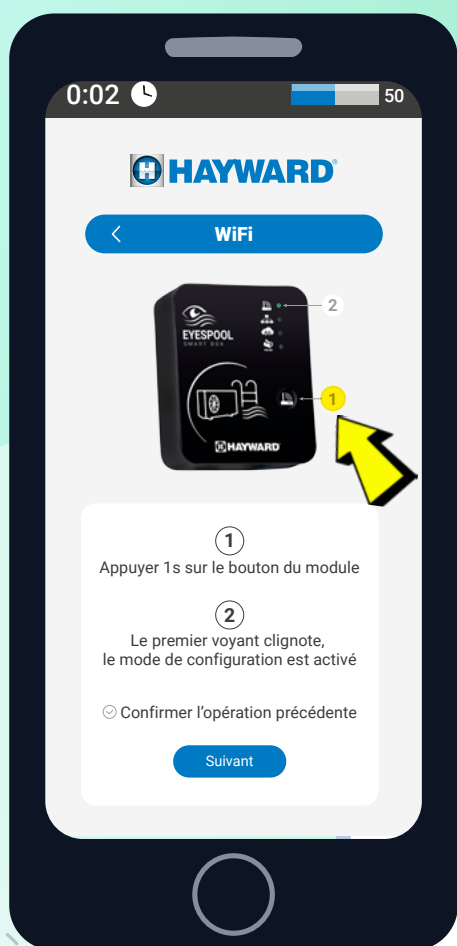 0:02
50
HAYWARD®
WiFi
2
EYESPOOL
SMART BOX
1
HAYWARD
1
Appuyer 1s sur le bouton du module
2
Le premier voyant clignote,
le mode de configuration est activé
Confirmer l’opération précédente
Suivant